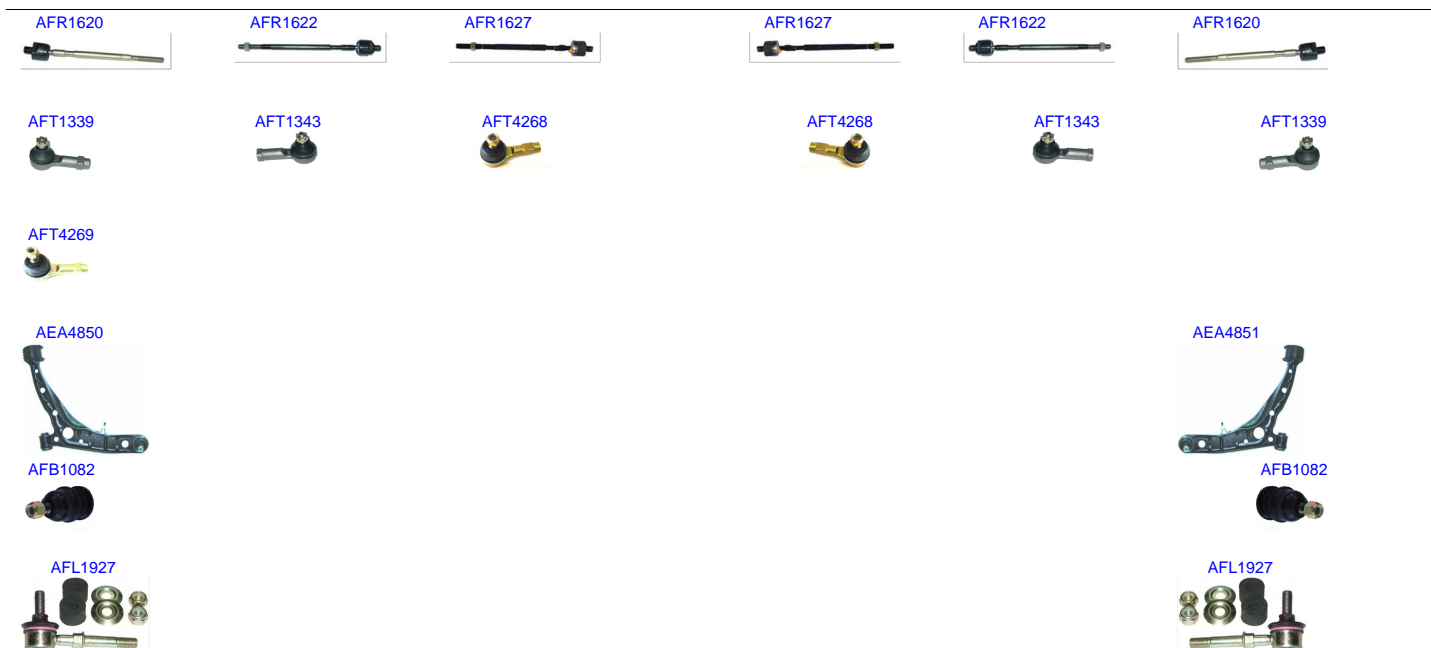 AFR1620 AFR1622 AFR1627 AFR1627 AFR1622 AFR1620
AFT1339 AFT1343 AFT4268 AFT4268 AFT1343 AFT1339
AFT4269
AEA4850 AEA4851
AFB1082 AFB1082
AFL1927 AFL1927